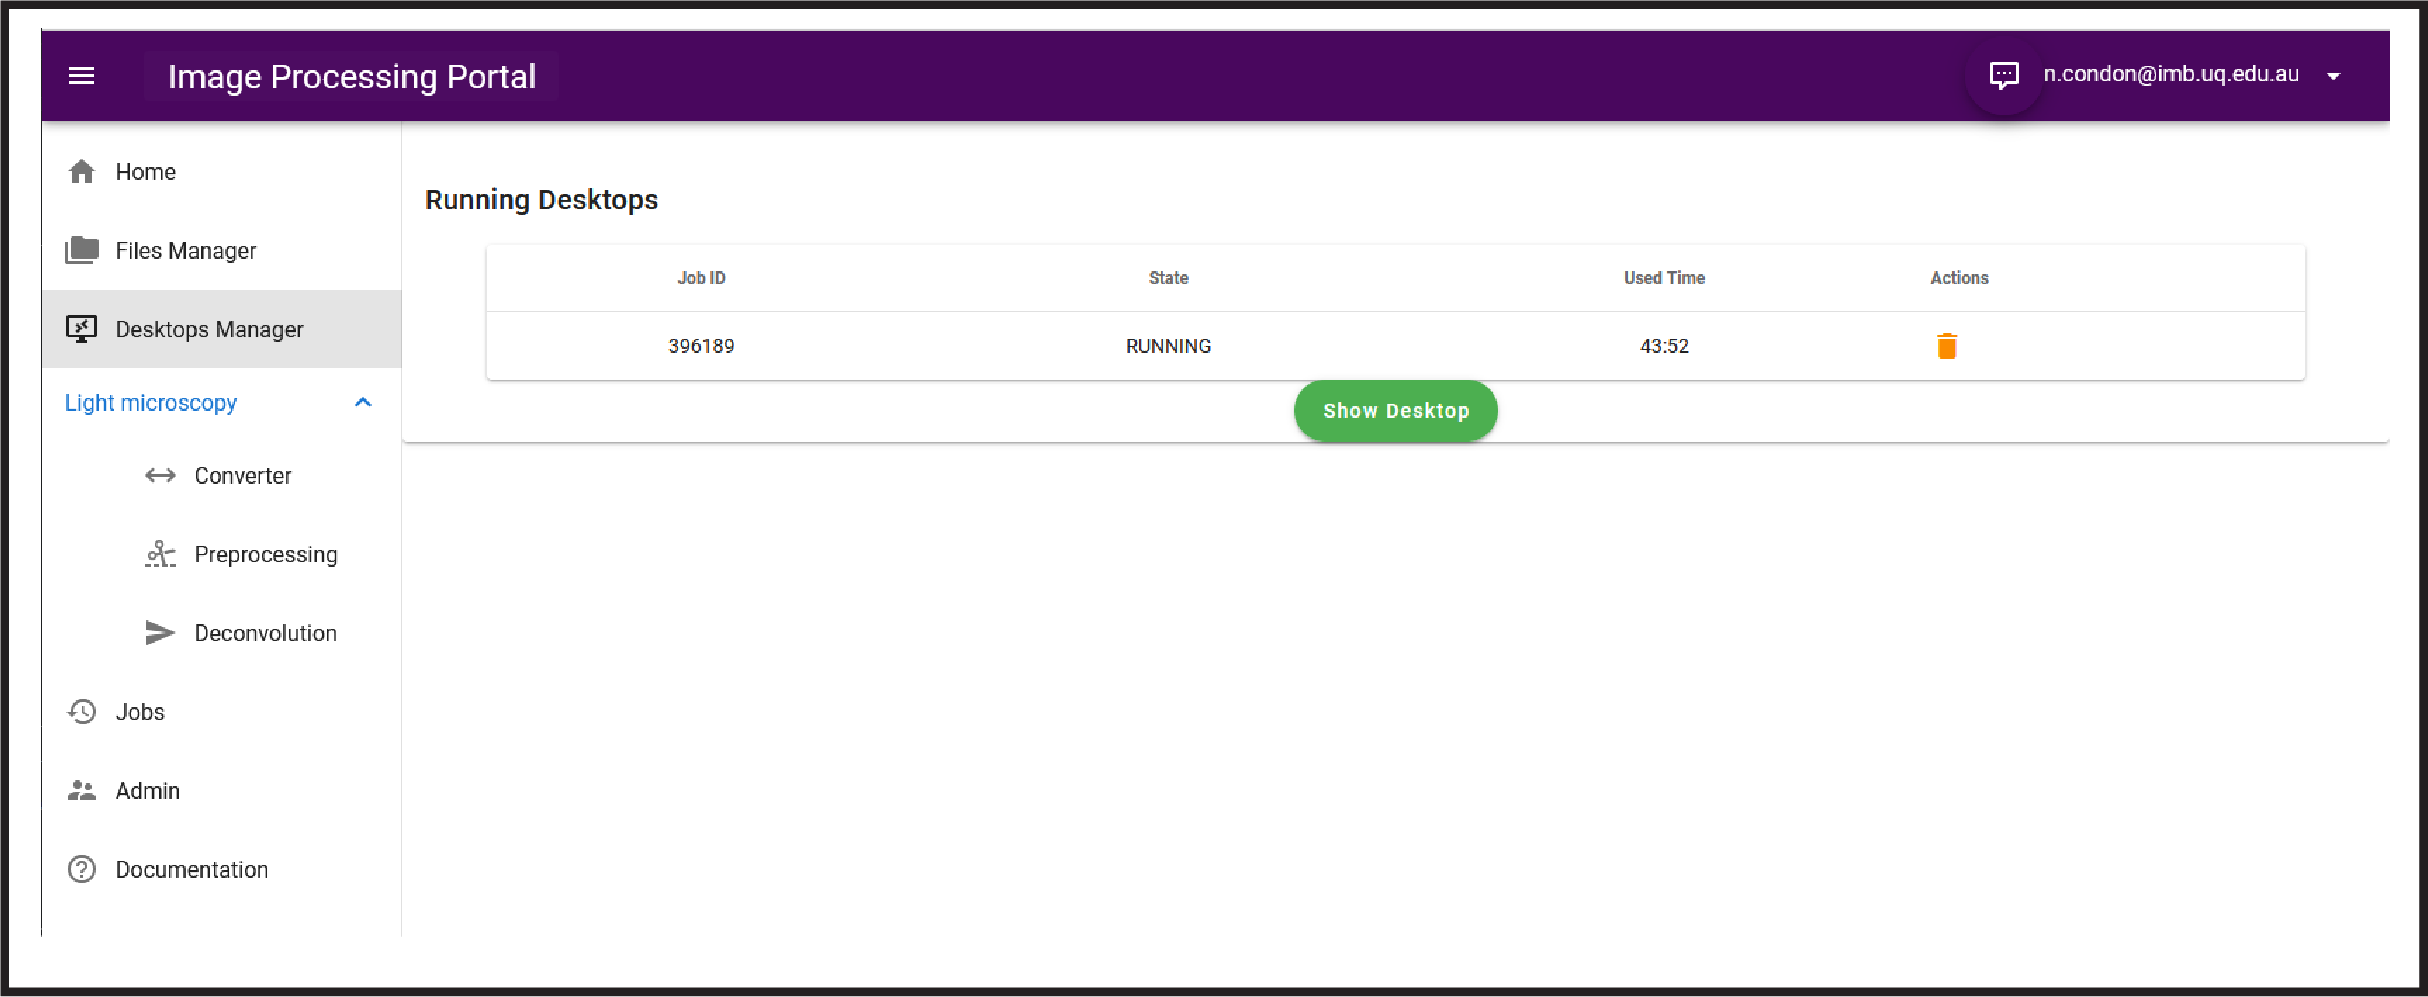 Image Processing Portal
n.condon@imb.uq.edu.au
Home
Files Manager
Desktops Manager
Light microscopy
Converter
Preprocessing
Deconvolution
Jobs
Admin
Documentation
Running Desktops
Job ID State Used Time Actions
396189 RUNNING 43:52
Show Desktop